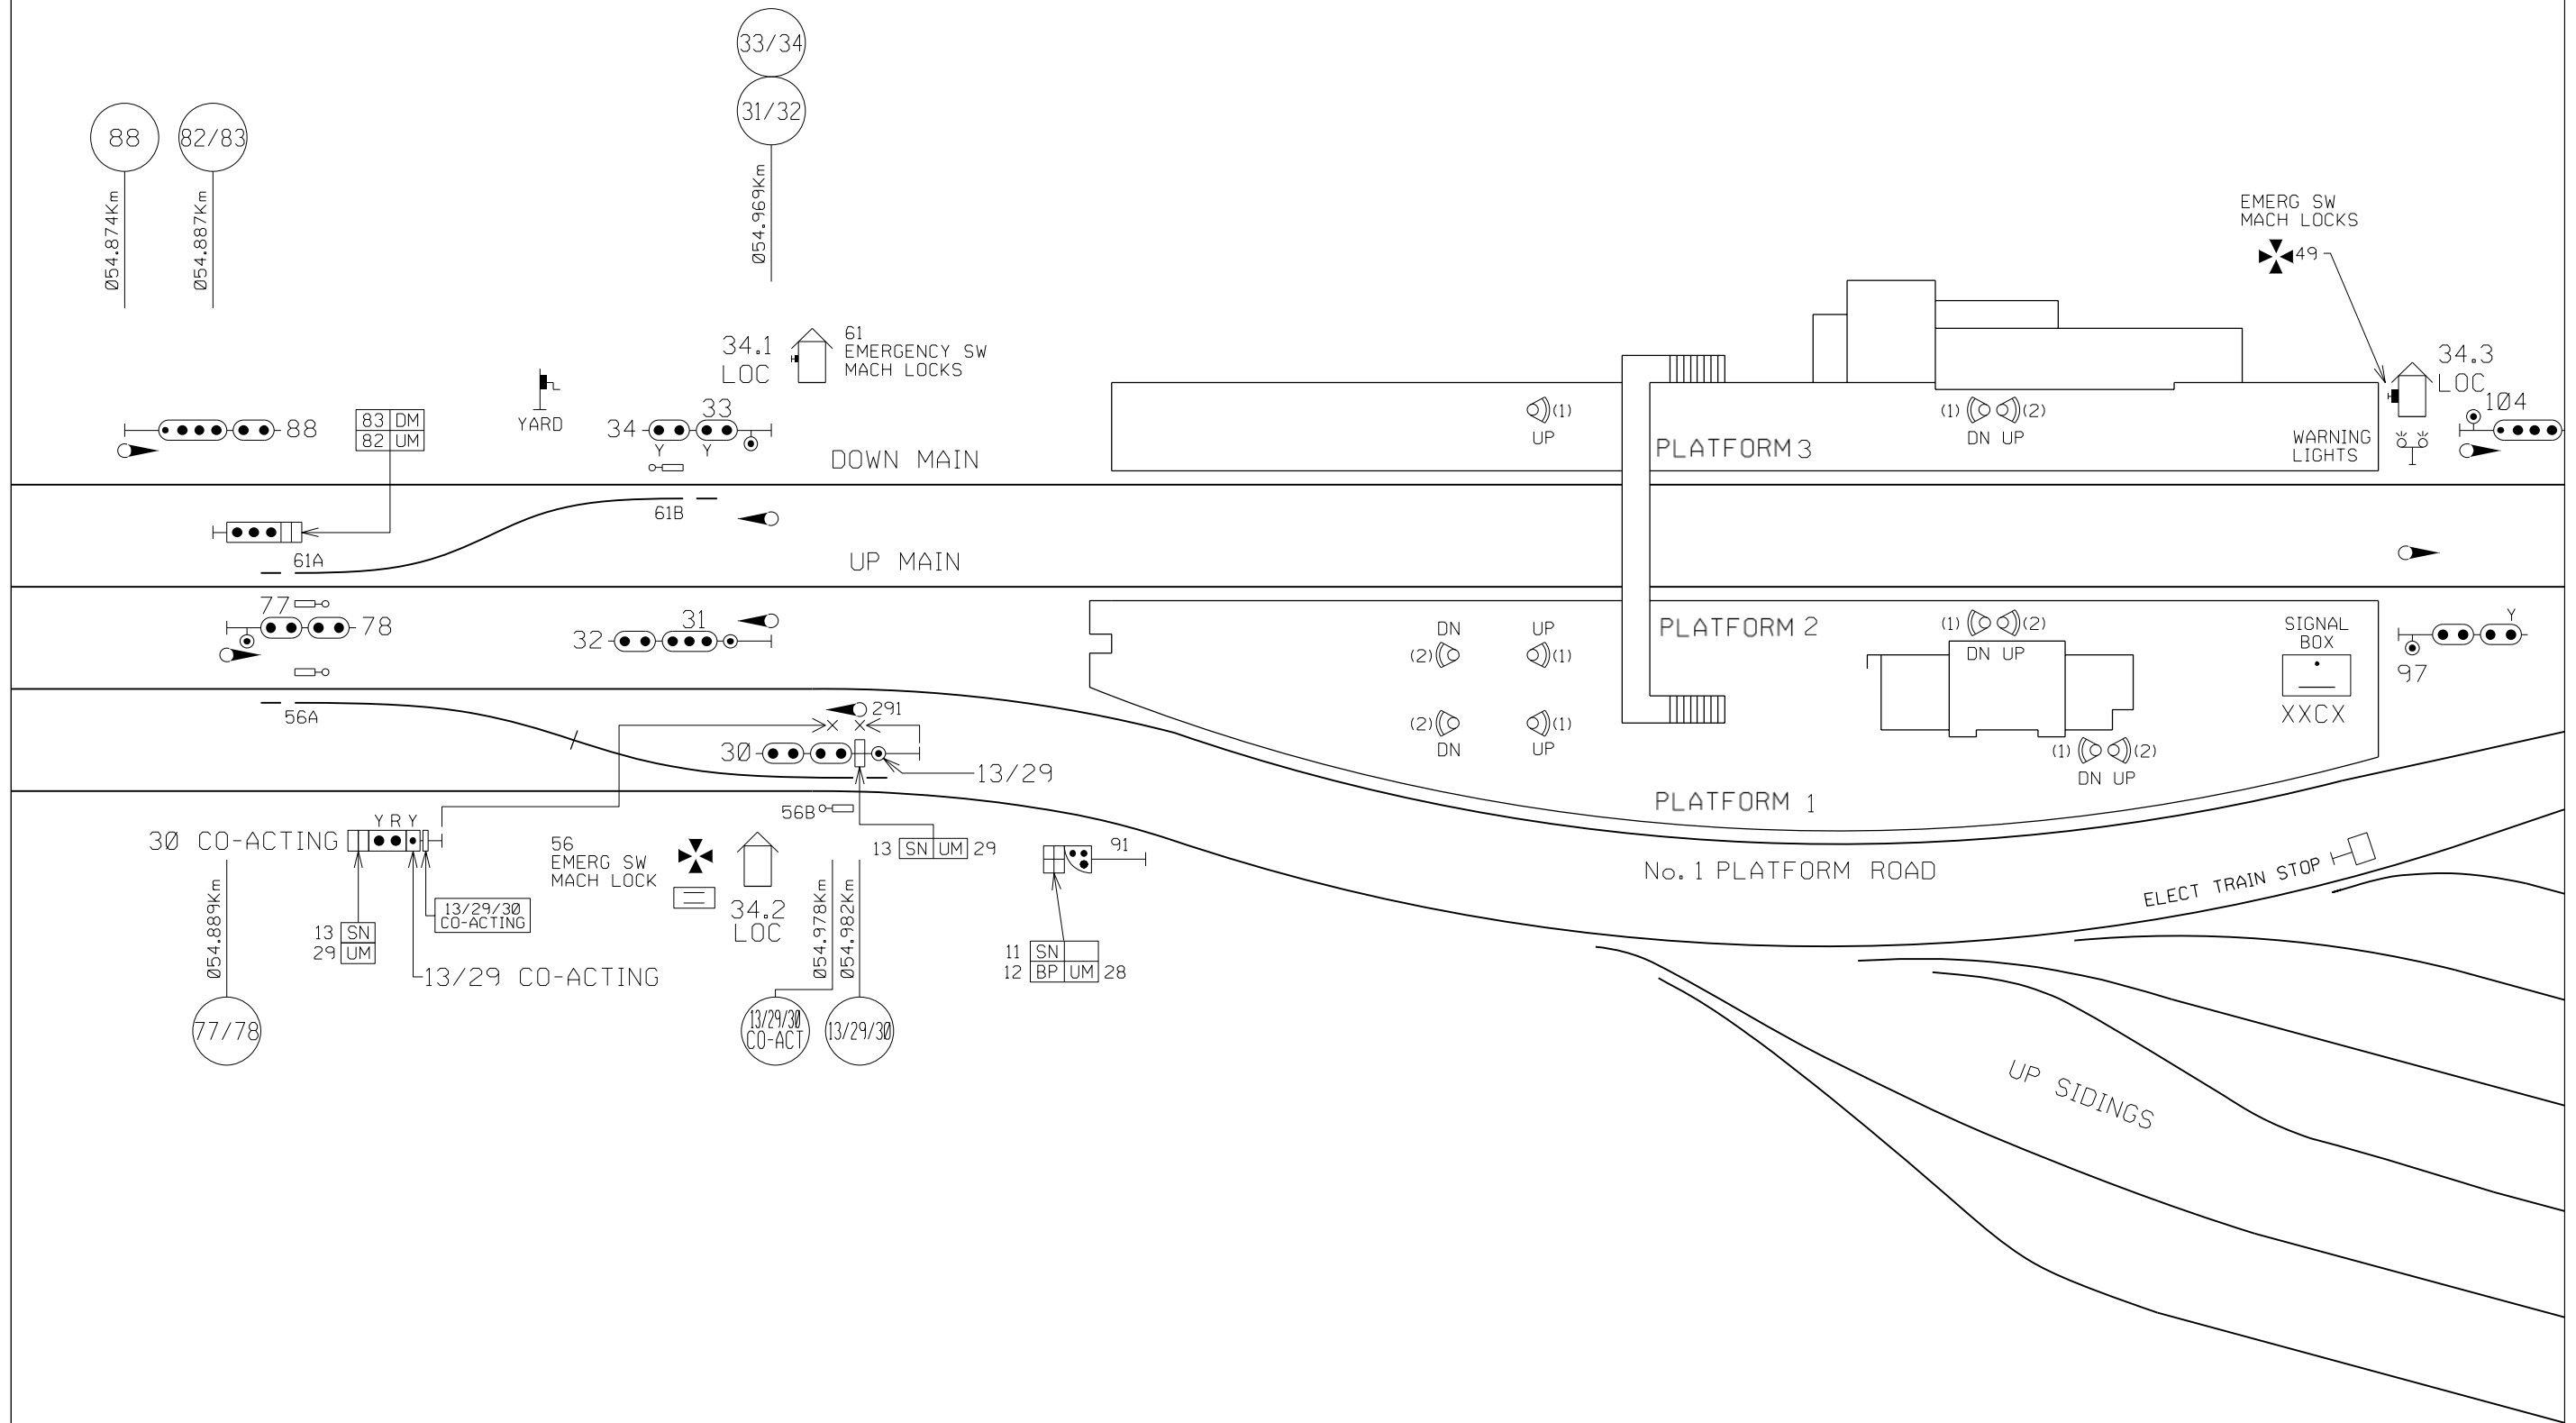 33/34
31/32
88
82/83
Ø54.874Km
Ø54.887Km
Ø54.969Km
EMERG SW
MACH LOCKS
49
34.1
LOC
61
EMERGENCY SW
MACH LOCKS
34.3
LOC
104
YARD
88
83 DM
82 UM
34
33
Y Y
DOWN MAIN
(1)
UP
PLATFORM 3
(1) (2)
DN UP
WARNING
LIGHTS
61B
61A
UP MAIN
77
78
32
31
DN
UP
(2)
(1)
PLATFORM 2
(1) (2)
DN UP
SIGNAL
BOX
XXCX
Y
97
56A
291
30
13/29
(2)
(1)
DN
UP
(1) (2)
DN UP
PLATFORM 1
56B
30 CO-ACTING
Y R Y
56
EMERG SW
MACH LOCK
34.2
LOC
13 SN UM 29
91
No. 1 PLATFORM ROAD
ELECT TRAIN STOP
13/29/30
CO-ACTING
13 SN
29 UM
13/29 CO-ACTING
Ø54.889Km
Ø54.978Km
Ø54.982Km
11 SN
12 BP UM 28
77/78
13/29/30
CO-ACT
13/29/30
UP SIDINGS